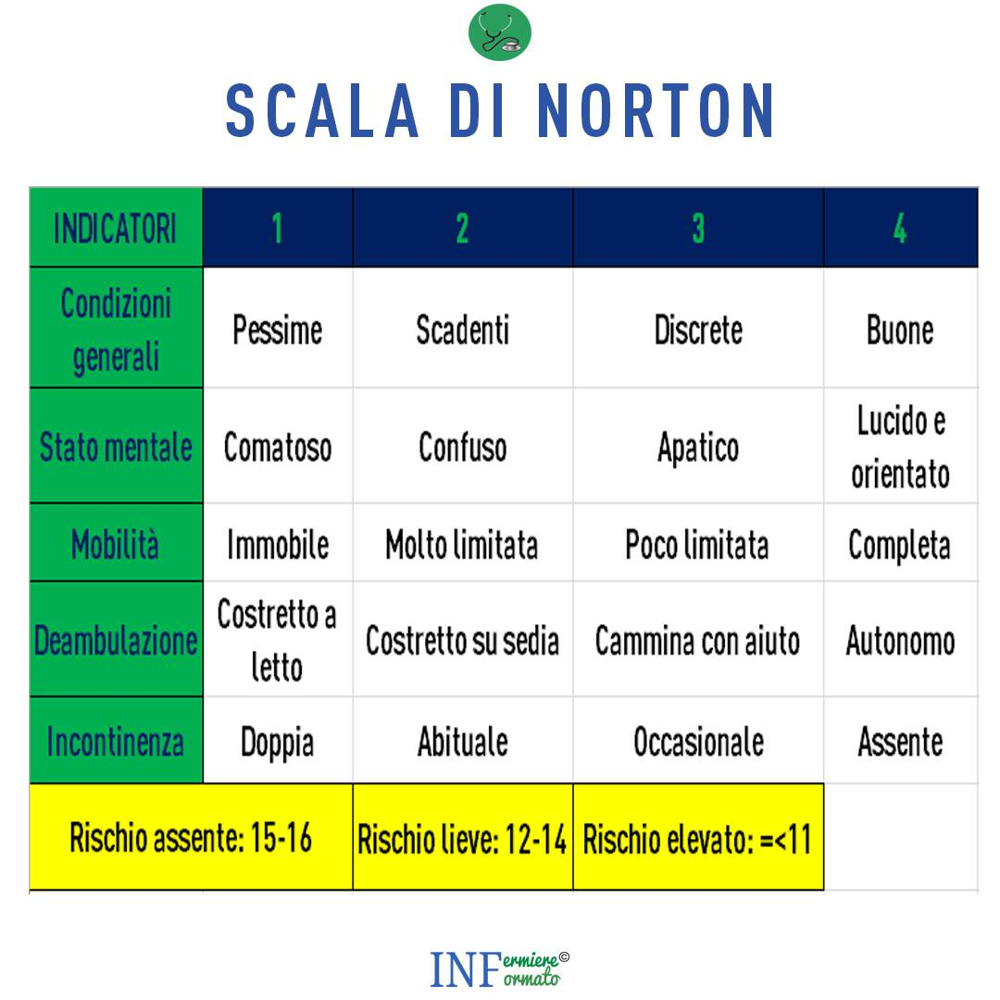 SCALA DI NORTON
INDICATORI 1 2 3 4
Condizioni
generali
Pessime Scadenti Discrete Buone
Stato mentale Comatoso Confuso Apatico
Lucido e
orientato
Mobilità Immobile Molto limitata Poco limitata Completa
Deambulazione
Costretto a
letto
Costretto su sedia Cammina con aiuto Autonomo
Incontinenza Doppia Abituale Occasionale Assente
Rischio assente: 15-16 Rischio lieve: 12-14 Rischio elevato: =<11
INFermiere©
Formato